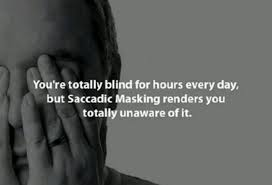 You're totally blind for hours every day,
but Saccadic Masking renders you
totally unaware of it.